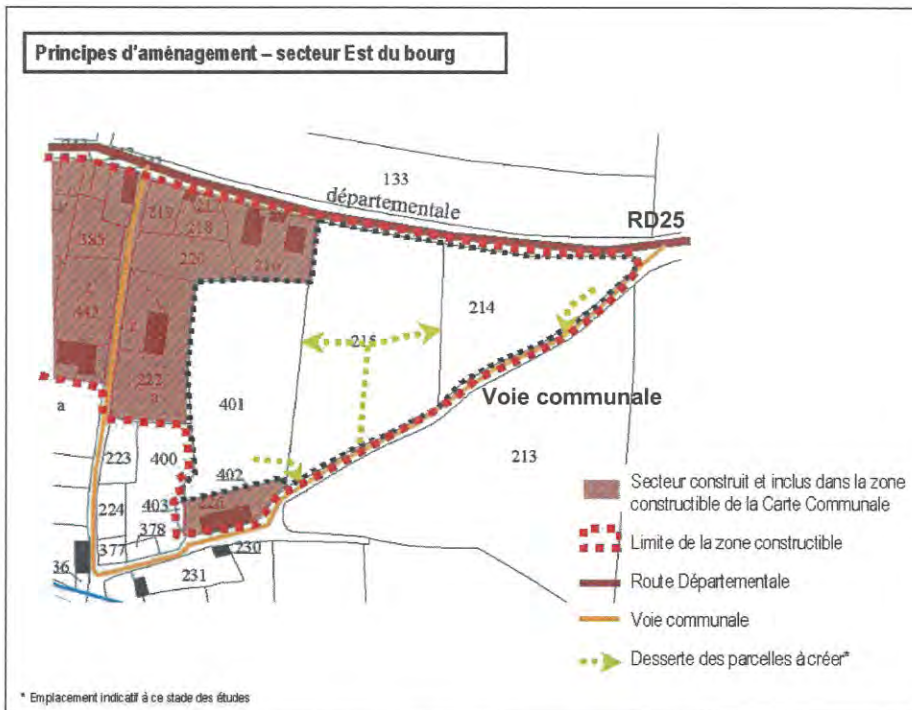 Principes d'aménagement – secteur Est du bourg
133
départementale
RD25
219
218
385
220
216
214
215
442
222
a
401
Voie communale
a
223
400
402
213
224
403
226
378
377
230
36
231
Secteur construit et inclus dans la zone
constructible de la Carte Communale
Limite de la zone constructible
Route Départementale
Voie communale
Desserte des parcelles à créer*
* Emplacement indicatif à ce stade des études